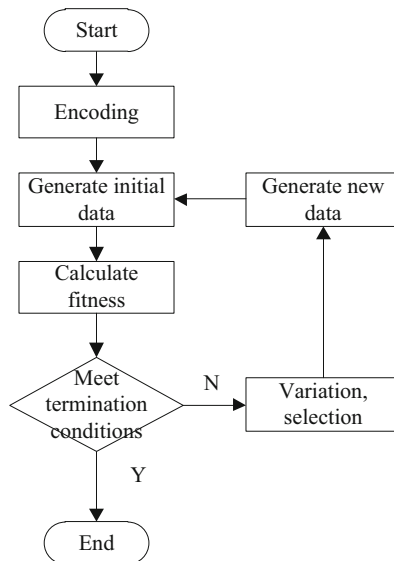 Start
Encoding
Generate initial
data
Generate new
data
Calculate
fitness
Meet
termination
conditions
N
Variation,
selection
Y
End